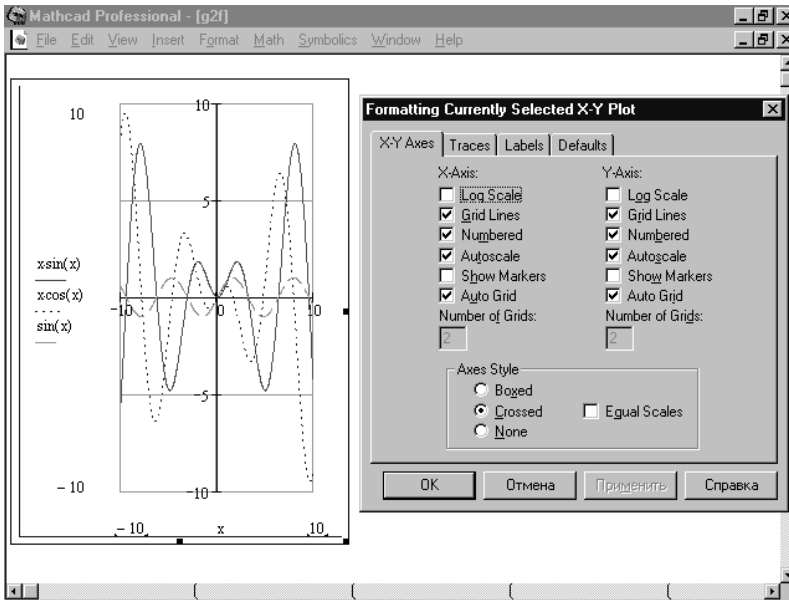 Mathcad Professional - [g2f]
File Edit View Insert Format Math Symbolics Window Help
10
x·sin(x)
x·cos(x)
sin(x)
− 10
10
5
−10
0
10
−5
−10
− 10
x
10
Formatting Currently Selected X-Y Plot
X-Y Axes Traces Labels Defaults
X-Axis:
Log Scale
Grid Lines
Numbered
Autoscale
Show Markers
Auto Grid
Number of Grids:
2
Y-Axis:
Log Scale
Grid Lines
Numbered
Autoscale
Show Markers
Auto Grid
Number of Grids:
2
Axes Style
Boxed
Crossed
None
Equal Scales
OK Отмена Применить Справка